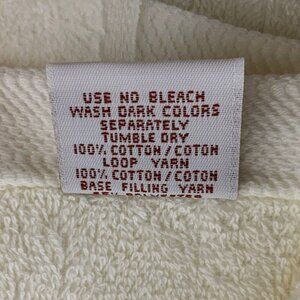 USE NO BLEACH
WASH DARK COLORS
SEPARATELY
TUMBLE DRY
100% COTTON/COTON
LOOP YARN
100% COTTON/COTON
BASE FILLING YARN